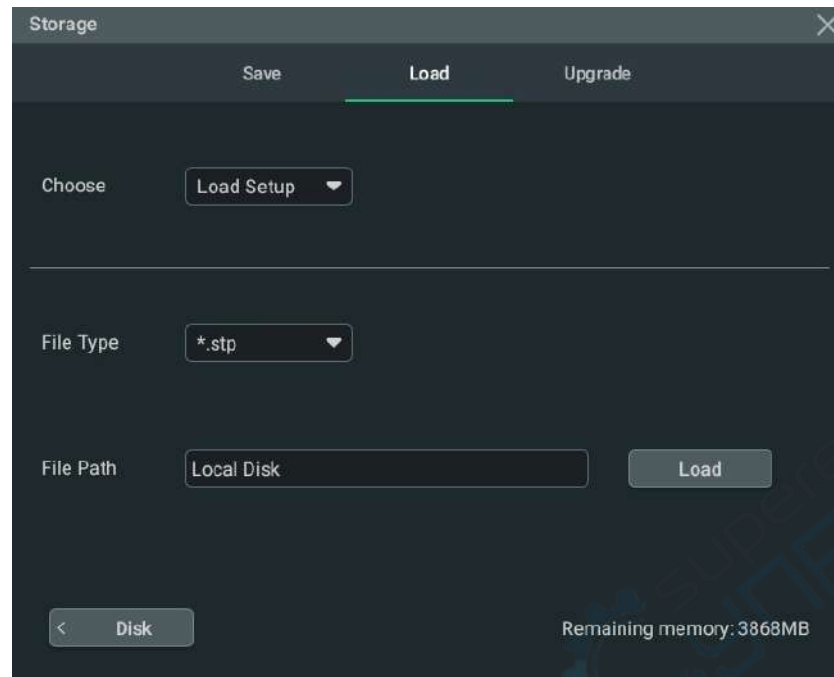 Storage
Save Load Upgrade
Choose Load Setup
File Type *.stp
File Path Local Disk Load
< Disk Remaining memory: 3868MB